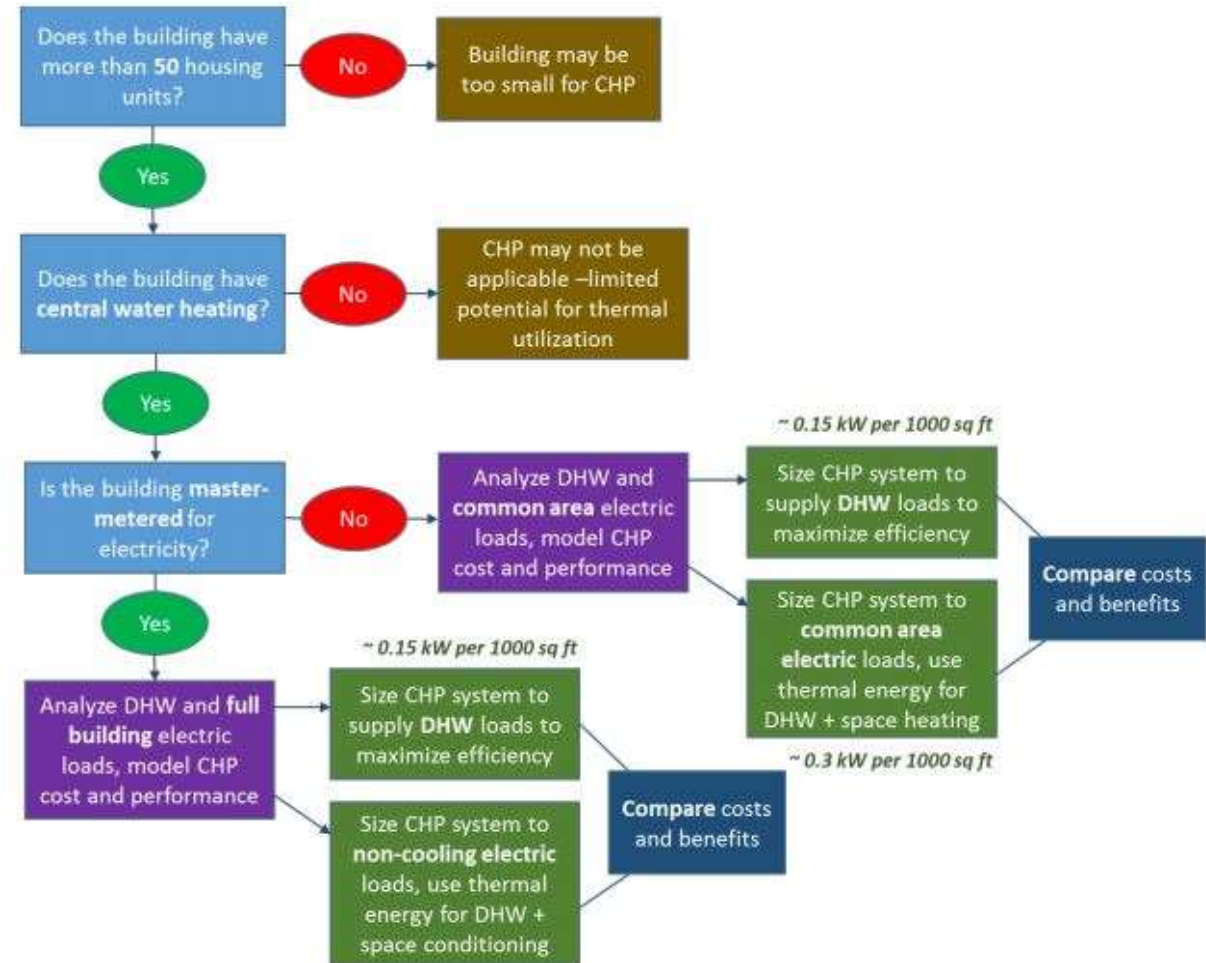 Does the building have
more than 50 housing
units?
No
Building may be
too small for CHP
Yes
Does the building have
central water heating?
No
CHP may not be
applicable –limited
potential for thermal
utilization
Yes
Is the building master-
metered for
electricity?
No
Analyze DHW and
common area electric
loads, model CHP
cost and performance
~ 0.15 kW per 1000 sq ft
Size CHP system to
supply DHW loads to
maximize efficiency
Size CHP system to
common area
electric loads, use
thermal energy for
DHW + space heating
~ 0.3 kW per 1000 sq ft
Compare costs
and benefits
Yes
Analyze DHW and full
building electric
loads, model CHP
cost and performance
~ 0.15 kW per 1000 sq ft
Size CHP system to
supply DHW loads to
maximize efficiency
Size CHP system to
non-cooling electric
loads, use thermal
energy for DHW +
space conditioning
Compare costs
and benefits